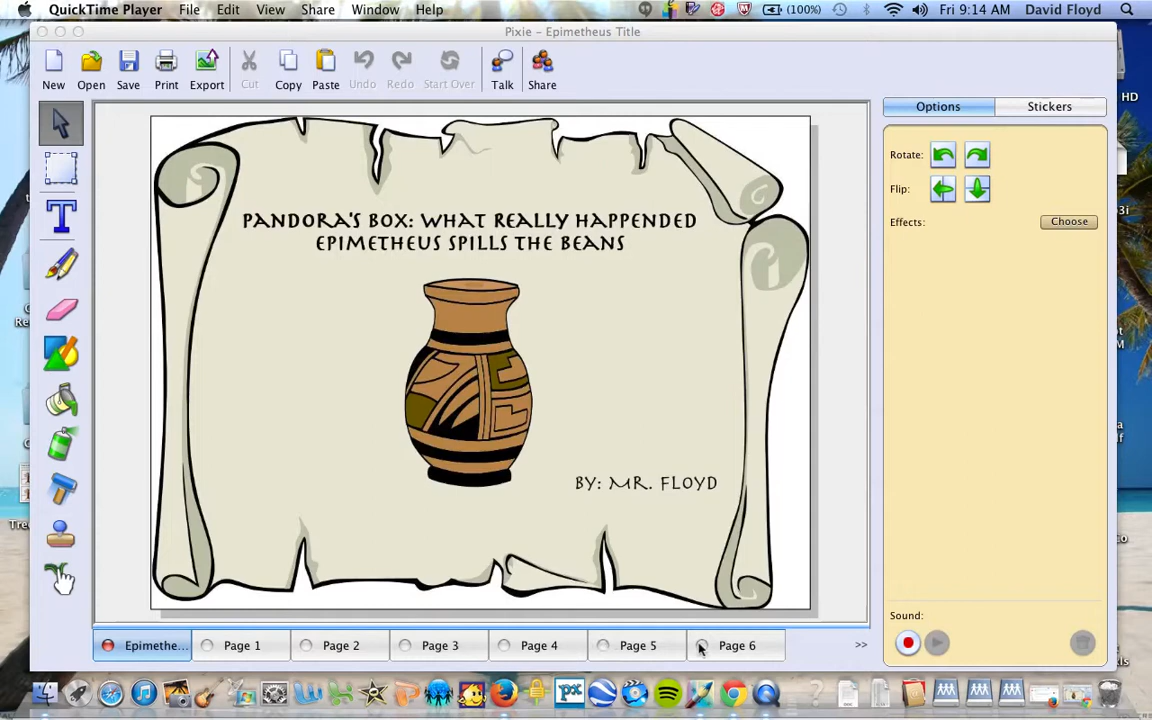 QuickTime Player File Edit View Share Window Help (100%) Fri 9:14 AM David Floyd
Pixie – Epimetheus Title
New Open Save Print Export Cut Copy Paste Undo Redo Start Over Talk Share
Options Stickers
Rotate:
Flip:
Effects: Choose
PANDORA'S BOX: WHAT REALLY HAPPENED
EPIMETHEUS SPILLS THE BEANS
BY: MR. FLOYD
Sound:
Epimethe... Page 1 Page 2 Page 3 Page 4 Page 5 Page 6 >>
HD